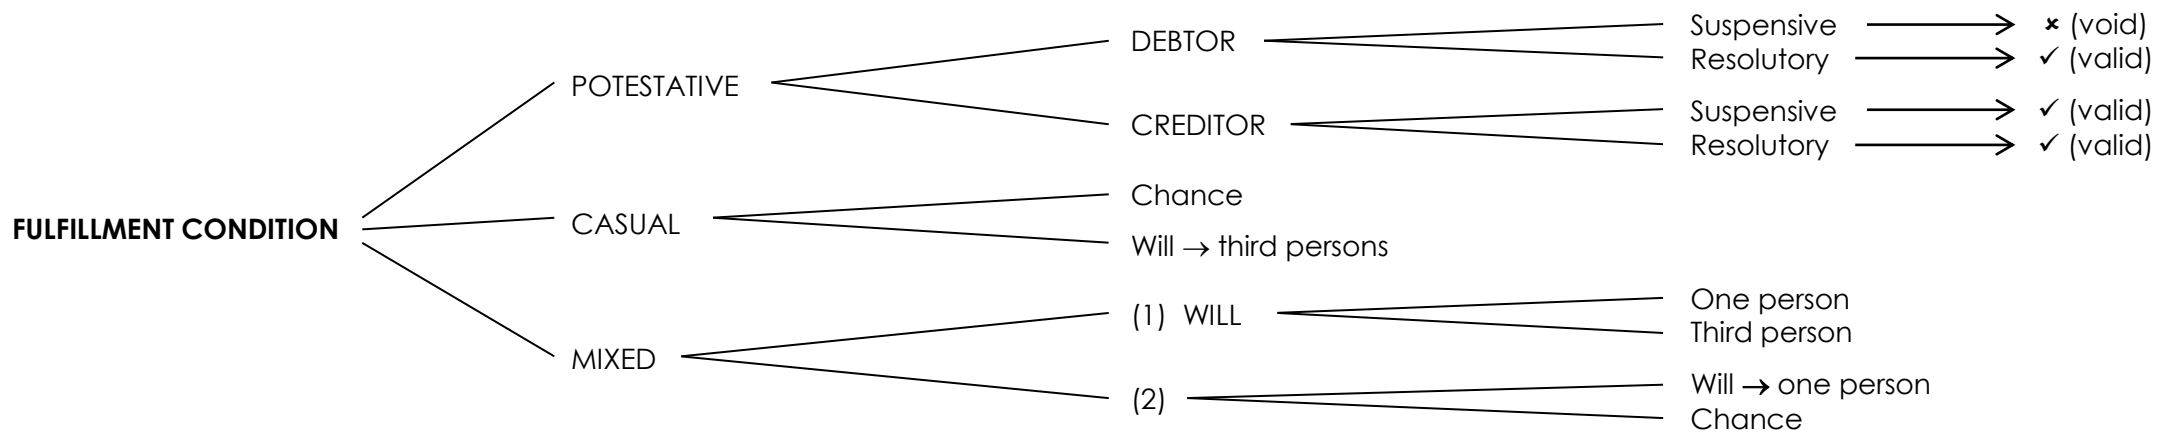 Suspensive → × (void)
DEBTOR
Resolutory → ✓ (valid)
POTESTATIVE
Suspensive → ✓ (valid)
CREDITOR
Resolutory → ✓ (valid)
Chance
FULFILLMENT CONDITION
CASUAL
Will → third persons
One person
(1) WILL
Third person
MIXED
Will → one person
(2)
Chance